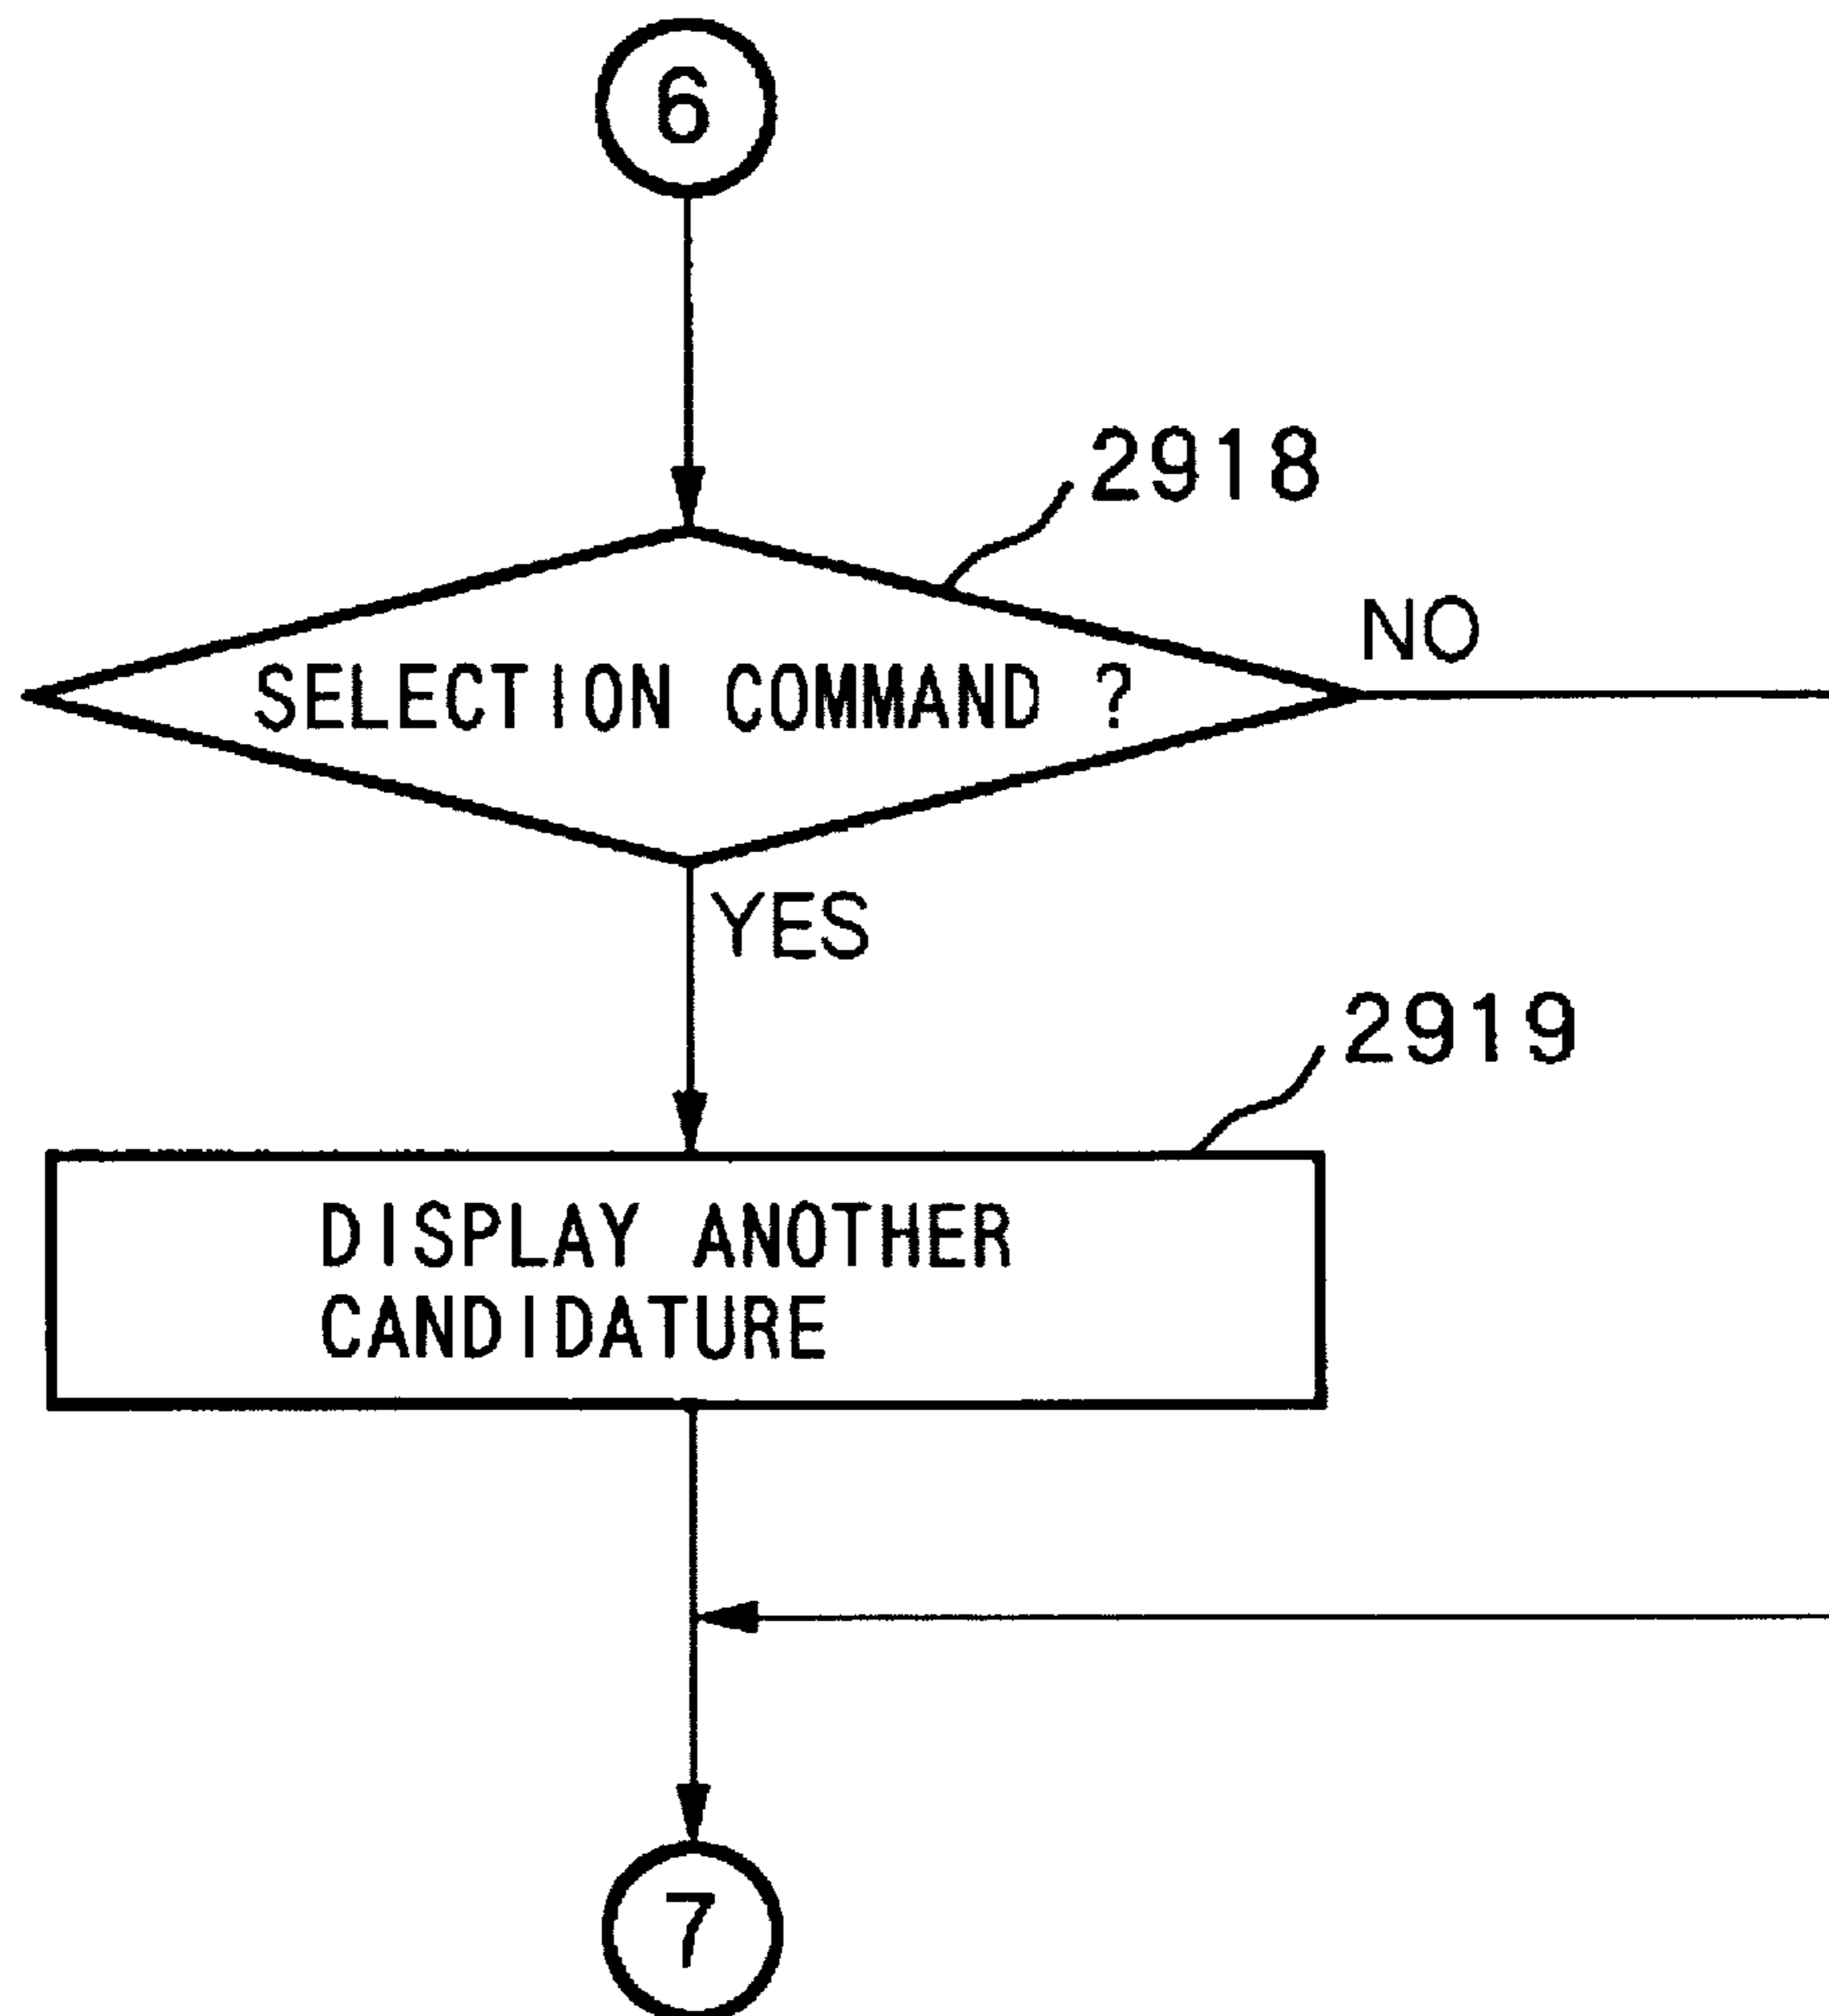 6
2918
NO
SELECTION COMMAND ?
YES
2919
DISPLAY ANOTHER
CANDIDATURE
7